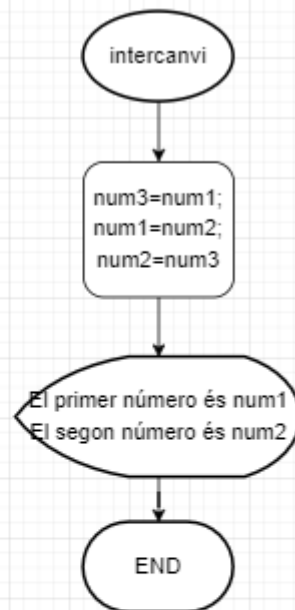 intercanvi
num3=num1;
num1=num2;
num2=num3
El primer número és num1
El segon número és num2
END